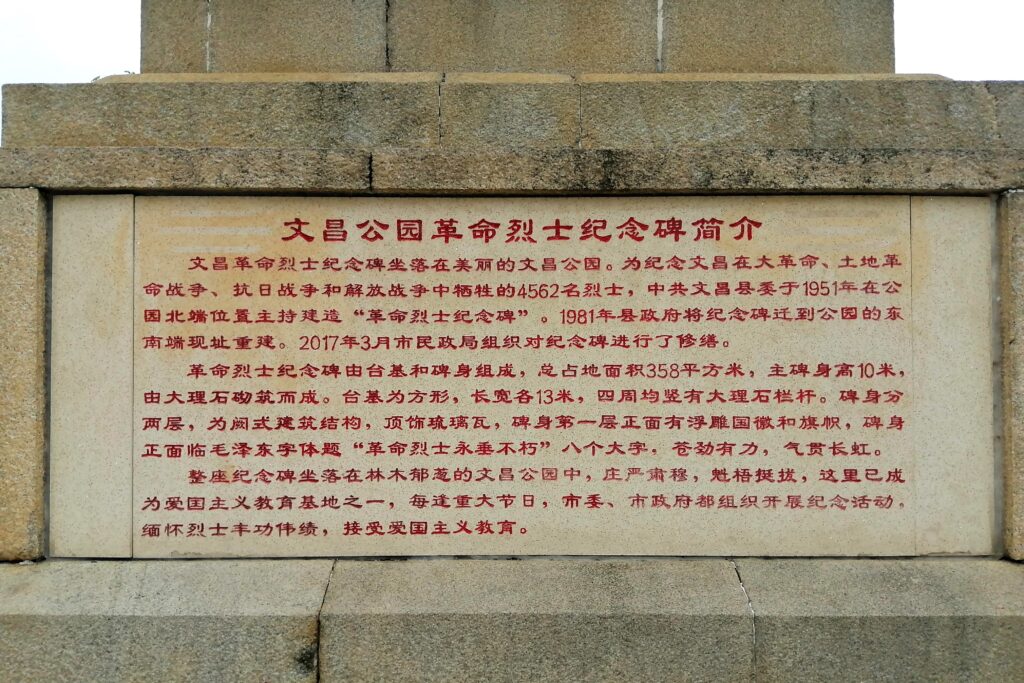 文昌公园革命烈士纪念碑简介
文昌革命烈士纪念碑坐落在美丽的文昌公园。为纪念文昌在大革命、土地革
命战争、抗日战争和解放战争中牺牲的4562名烈士，中共文昌县委于1951年在公
园北端位置主持建造“革命烈士纪念碑”。1981年县政府将纪念碑迁到公园的东
南端现址重建。2017年3月市民政局组织对纪念碑进行了修缮。
革命烈士纪念碑由台基和碑身组成，总占地面积358平方米，主碑身高10米，
由大理石砌筑而成。台基为方形，长宽各13米，四周均竖有大理石栏杆。碑身分
两层，为阙式建筑结构，顶饰琉璃瓦，碑身第一层正面有浮雕国徽和旗帜，碑身
正面临毛泽东字体题“革命烈士永垂不朽”八个大字，苍劲有力，气贯长虹。
整座纪念碑坐落在林木郁葱的文昌公园中，庄严肃穆，魁梧挺拔，这里已成
为爱国主义教育基地之一，每逢重大节日，市委、市政府都组织开展纪念活动，
缅怀烈士丰功伟绩，接受爱国主义教育。